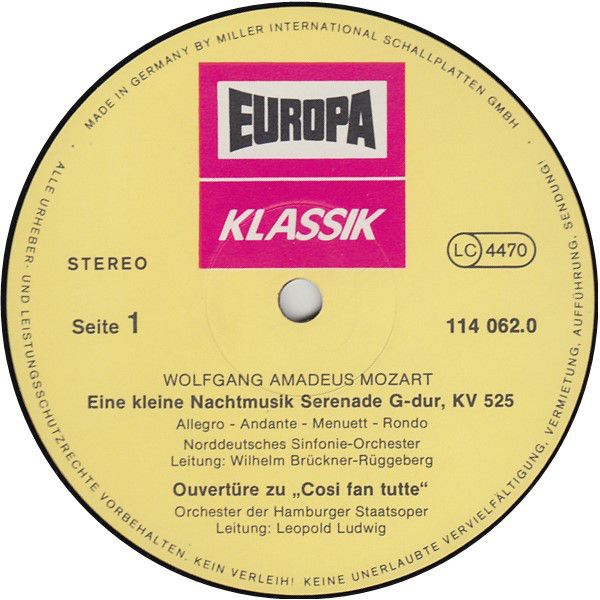 MADE IN GERMANY BY MILLER INTERNATIONAL SCHALLPLATTEN GMBH
EUROPA
KLASSIK
STEREO
LC 4470
Seite 1
114 062.0
WOLFGANG AMADEUS MOZART
Eine kleine Nachtmusik Serenade G-dur, KV 525
Allegro - Andante - Menuett - Rondo
Norddeutsches Sinfonie-Orchester
Leitung: Wilhelm Brückner-Rüggeberg
Ouvertüre zu „Cosi fan tutte“
Orchester der Hamburger Staatsoper
Leitung: Leopold Ludwig
ALLE URHEBER- UND LEISTUNGSSCHUTZRECHTE VORBEHALTEN. KEIN VERLEIH! KEINE UNERLAUBTE VERVIELFÄLTIGUNG, VERMIETUNG, AUFFÜHRUNG, SENDUNG!